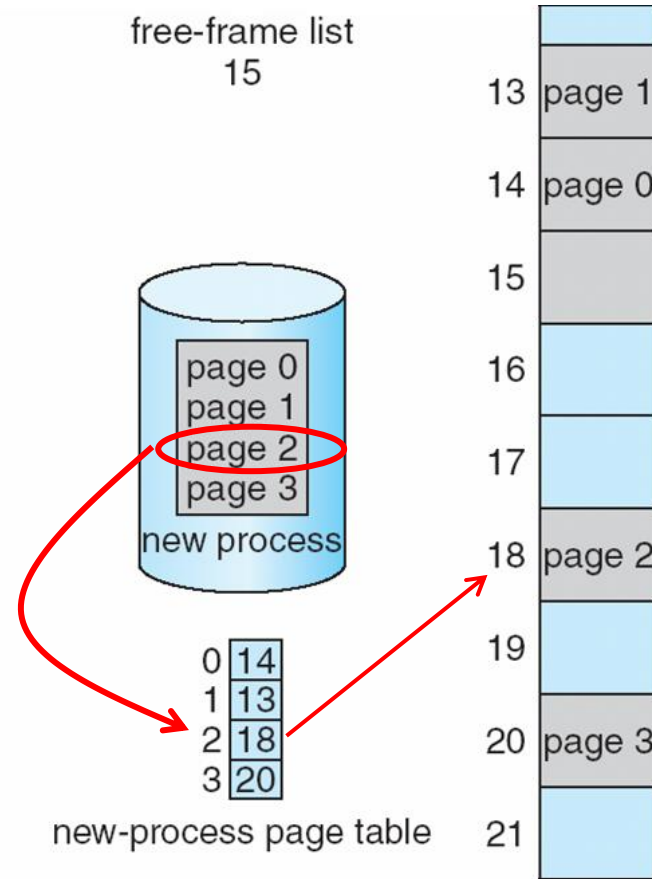 free-frame list
15
page 0
page 1
page 2
page 3
new process
0 14
1 13
2 18
3 20
new-process page table
13 page 1
14 page 0
15
16
17
18 page 2
19
20 page 3
21